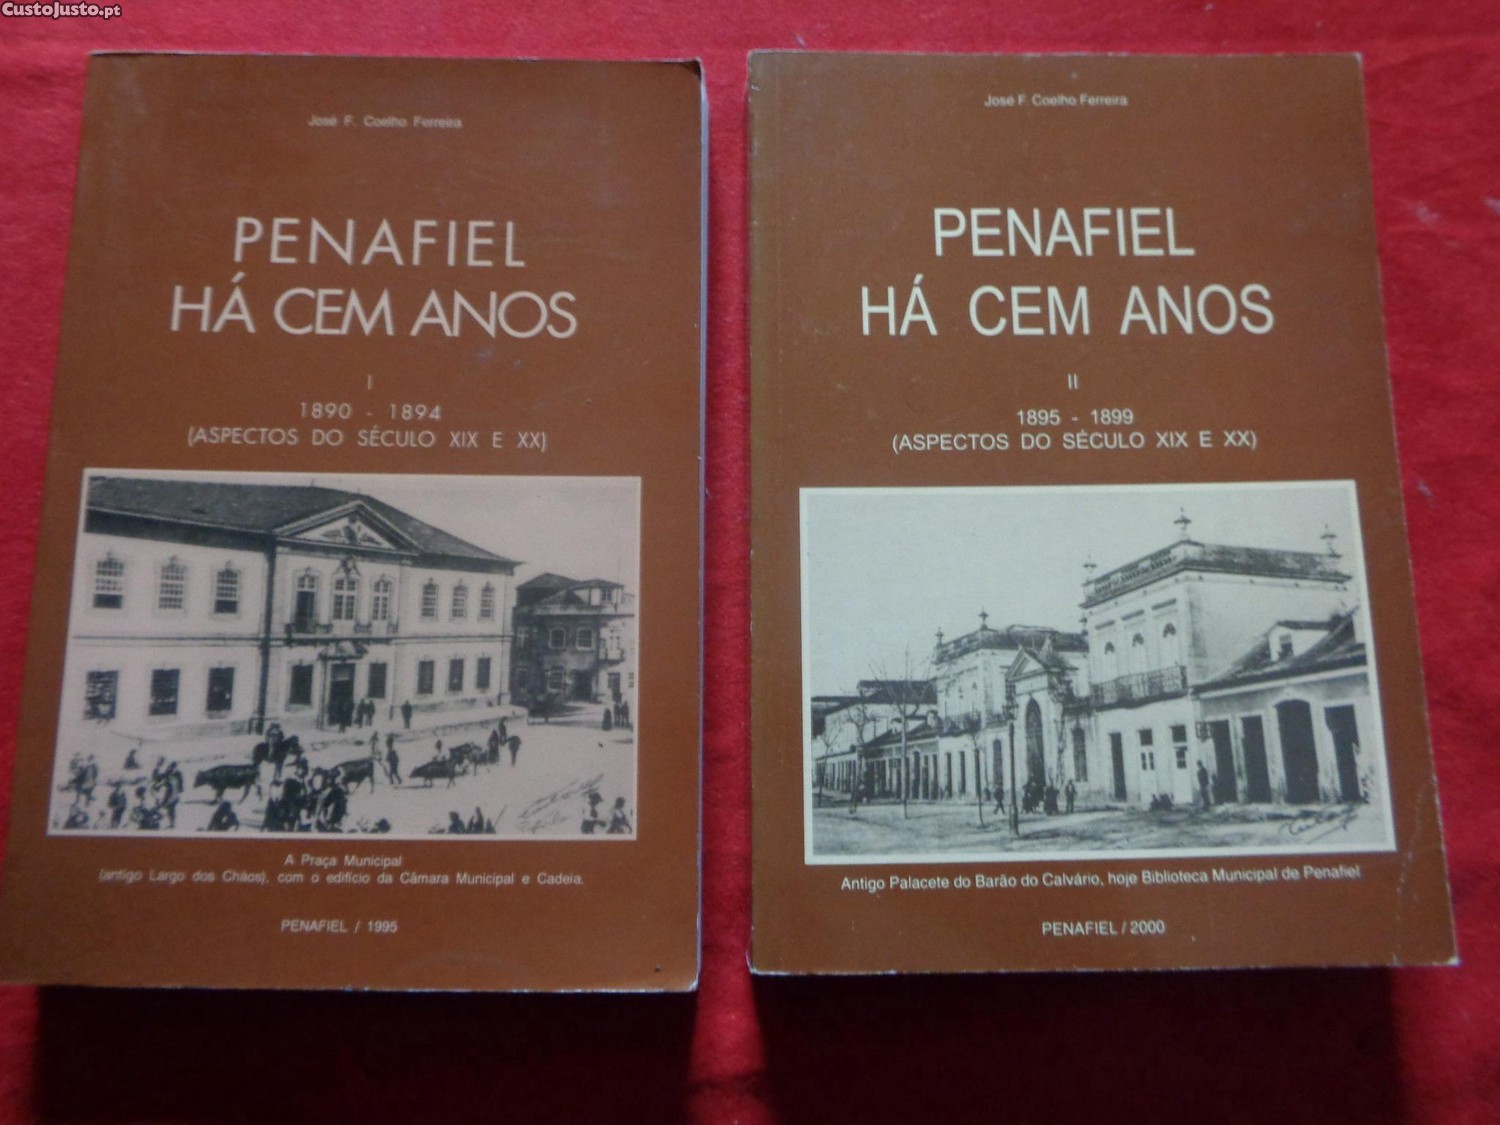 CustoJusto.pt
José F. Coelho Ferreira
PENAFIEL
HÁ CEM ANOS
I
1890 - 1894
(ASPECTOS DO SÉCULO XIX E XX)
A Praça Municipal
(antigo Largo dos Chãos), com o edifício da Câmara Municipal e Cadeia.
PENAFIEL / 1995
José F. Coelho Ferreira
PENAFIEL
HÁ CEM ANOS
II
1895 - 1899
(ASPECTOS DO SÉCULO XIX E XX)
Antigo Palacete do Barão do Calvário, hoje Biblioteca Municipal de Penafiel
PENAFIEL / 2000